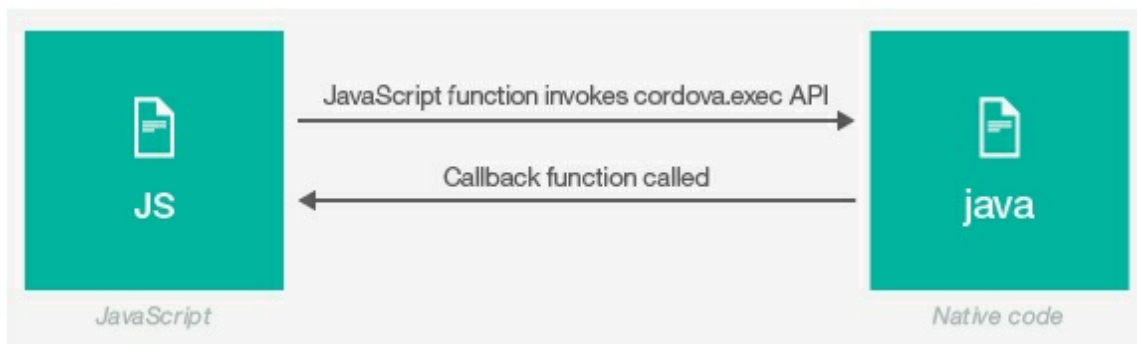 JavaScript function invokes cordova.exec API
Callback function called
JS
java
JavaScript
Native code